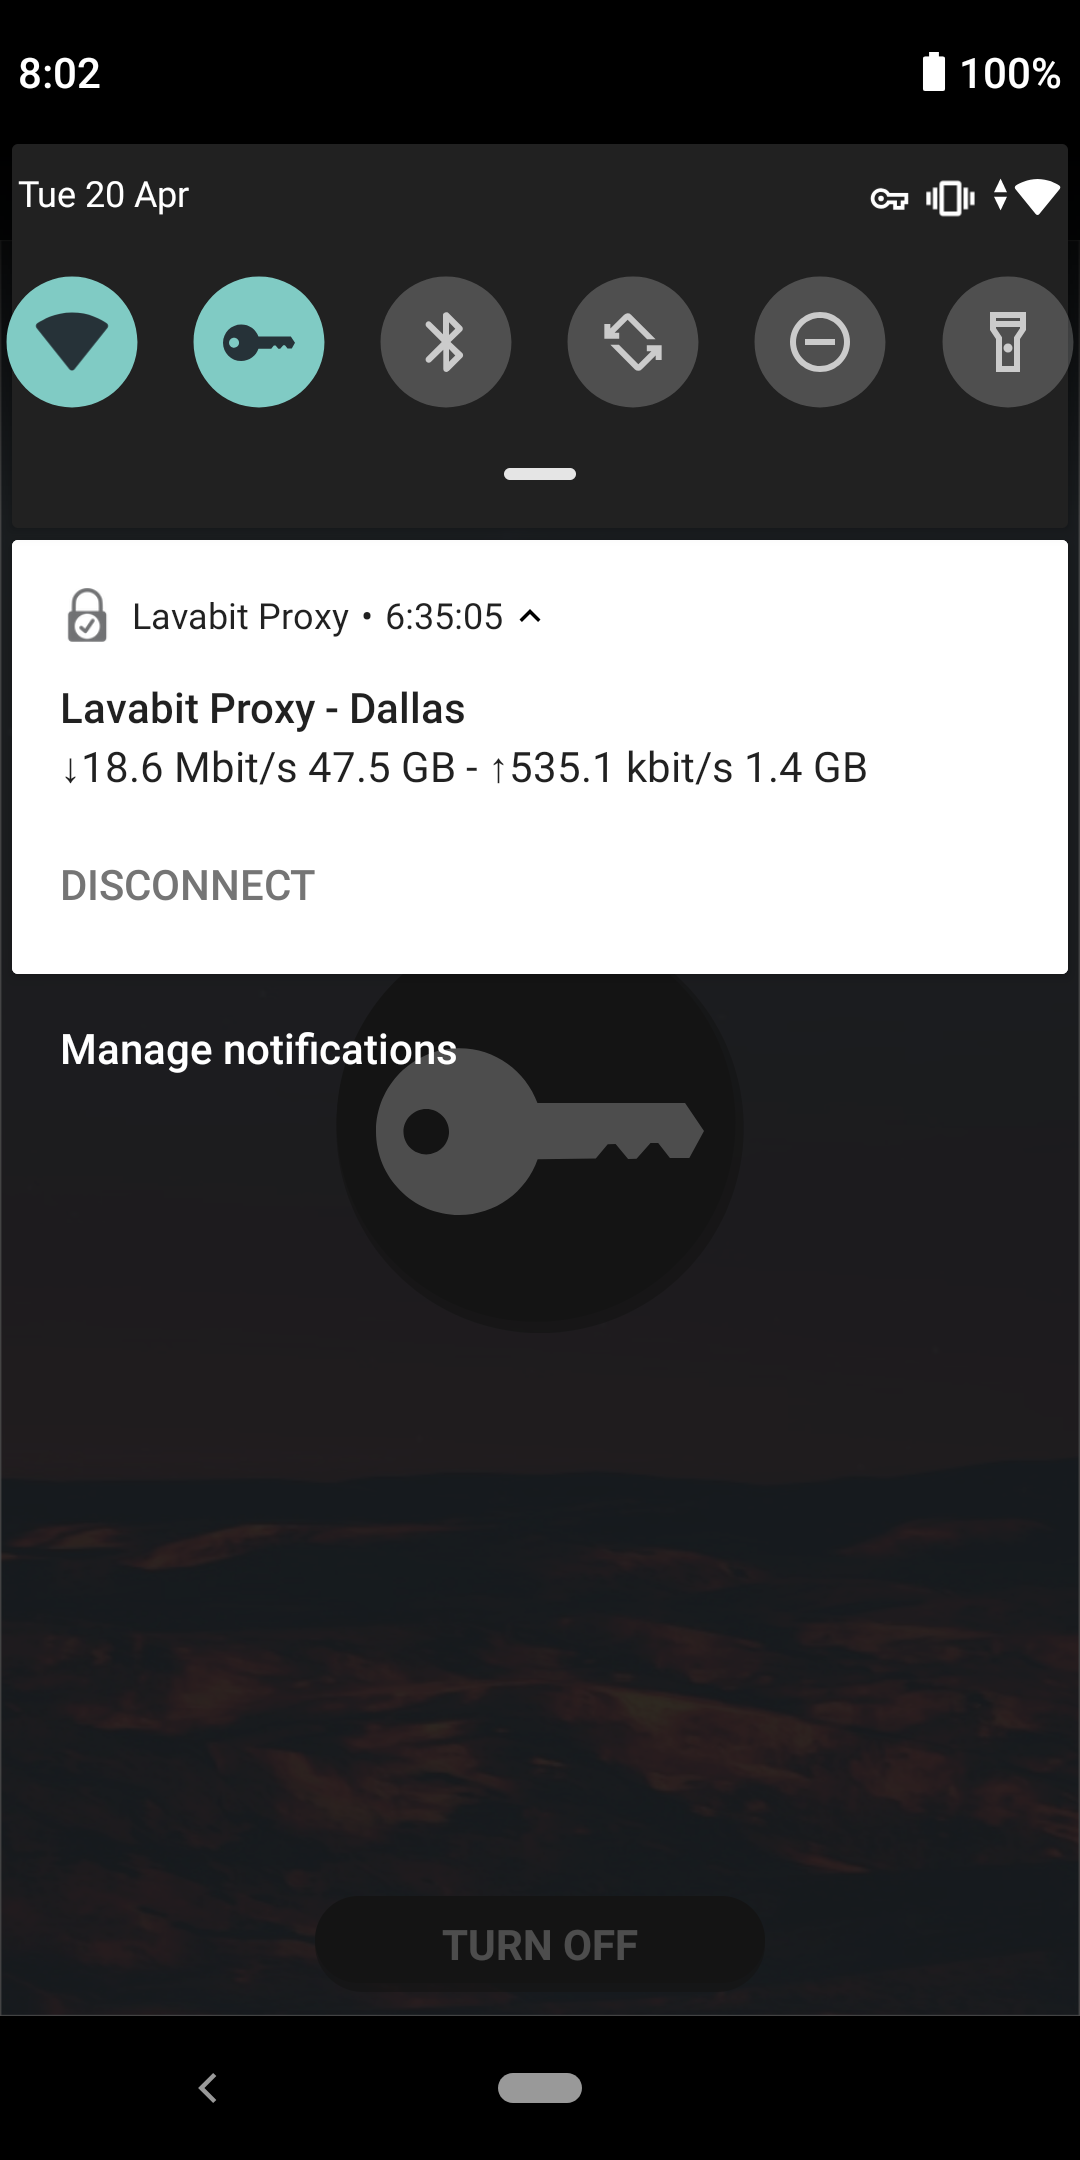 8:02
100%
Tue 20 Apr
Lavabit Proxy • 6:35:05
Lavabit Proxy - Dallas
↓18.6 Mbit/s 47.5 GB - ↑535.1 kbit/s 1.4 GB
DISCONNECT
Manage notifications
TURN OFF